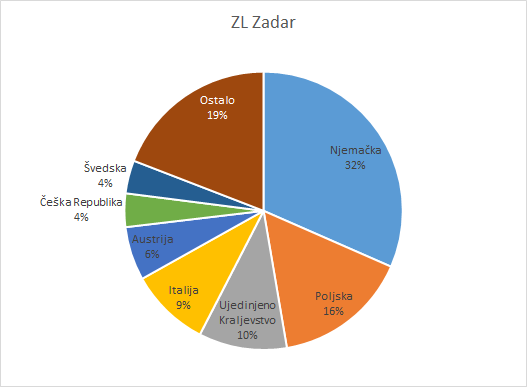 ZL Zadar
Njemačka
32%
Poljska
16%
Ujedinjeno
Kraljevstvo
10%
Italija
9%
Austrija
6%
Češka Republika
4%
Švedska
4%
Ostalo
19%